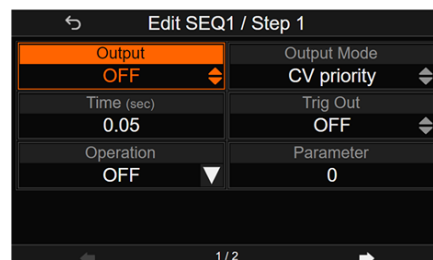 Edit SEQ1 / Step 1
Output
Output Mode
OFF
CV priority
Time (sec)
Trig Out
0.05
OFF
Operation
Parameter
OFF
0
1/2